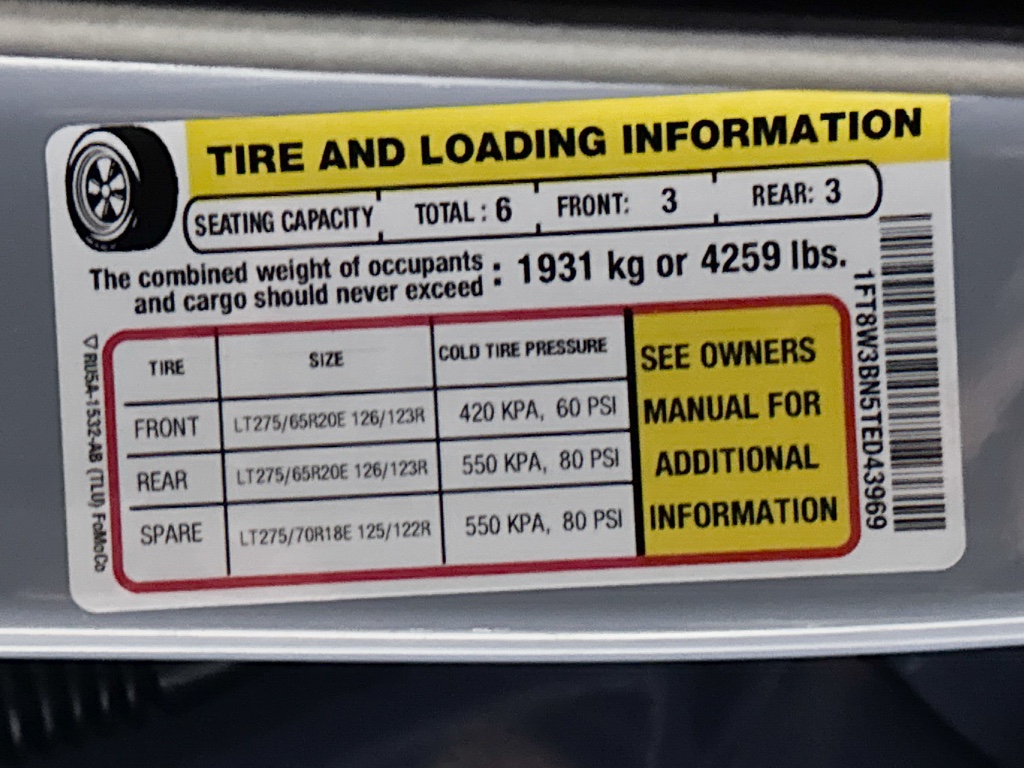 TIRE AND LOADING INFORMATION
SEATING CAPACITY TOTAL : 6 FRONT: 3 REAR: 3
The combined weight of occupants
and cargo should never exceed : 1931 kg or 4259 lbs.
TIRE SIZE COLD TIRE PRESSURE
FRONT LT275/65R20E 126/123R 420 KPA, 60 PSI
REAR LT275/65R20E 126/123R 550 KPA, 80 PSI
SPARE LT275/70R18E 125/122R 550 KPA, 80 PSI
SEE OWNERS
MANUAL FOR
ADDITIONAL
INFORMATION
1FT8W3BN5TED43969
▽ RU5A-1532-AB (TLU) FoMoCo